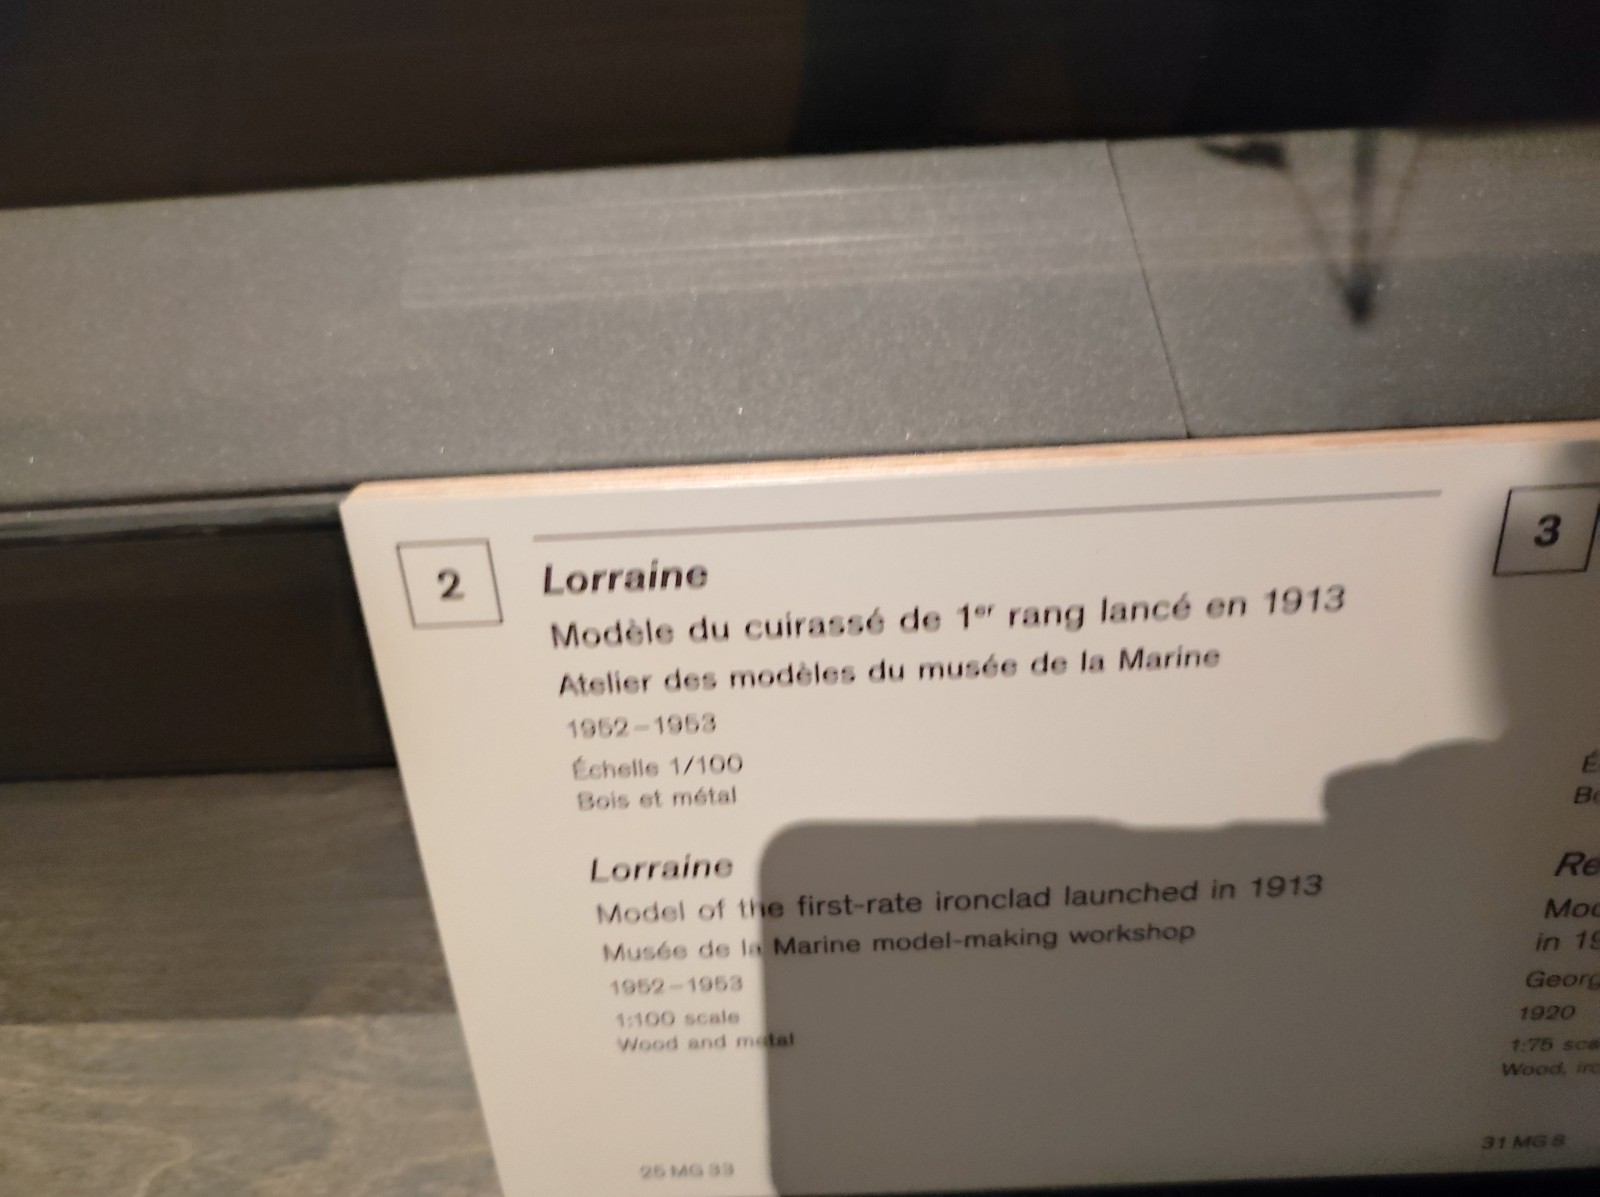 2
Lorraine
Modèle du cuirassé de 1er rang lancé en 1913
Atelier des modèles du musée de la Marine
1952–1953
Échelle 1/100
Bois et métal
Lorraine
Model of the first-rate ironclad launched in 1913
Musée de la Marine model-making workshop
1952–1953
1:100 scale
Wood and metal
25 MG 33
3
in
1920
1:75
Wood,
31 MG 8